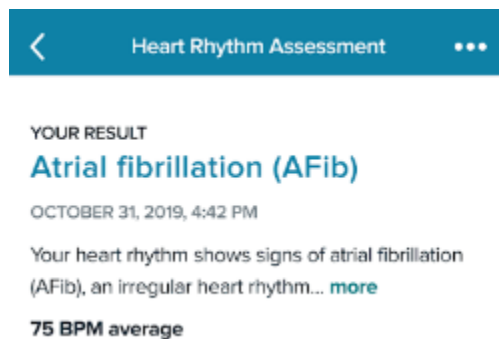 Heart Rhythm Assessment
YOUR RESULT
Atrial fibrillation (AFib)
OCTOBER 31, 2019, 4:42 PM
Your heart rhythm shows signs of atrial fibrillation
(AFib), an irregular heart rhythm... more
75 BPM average